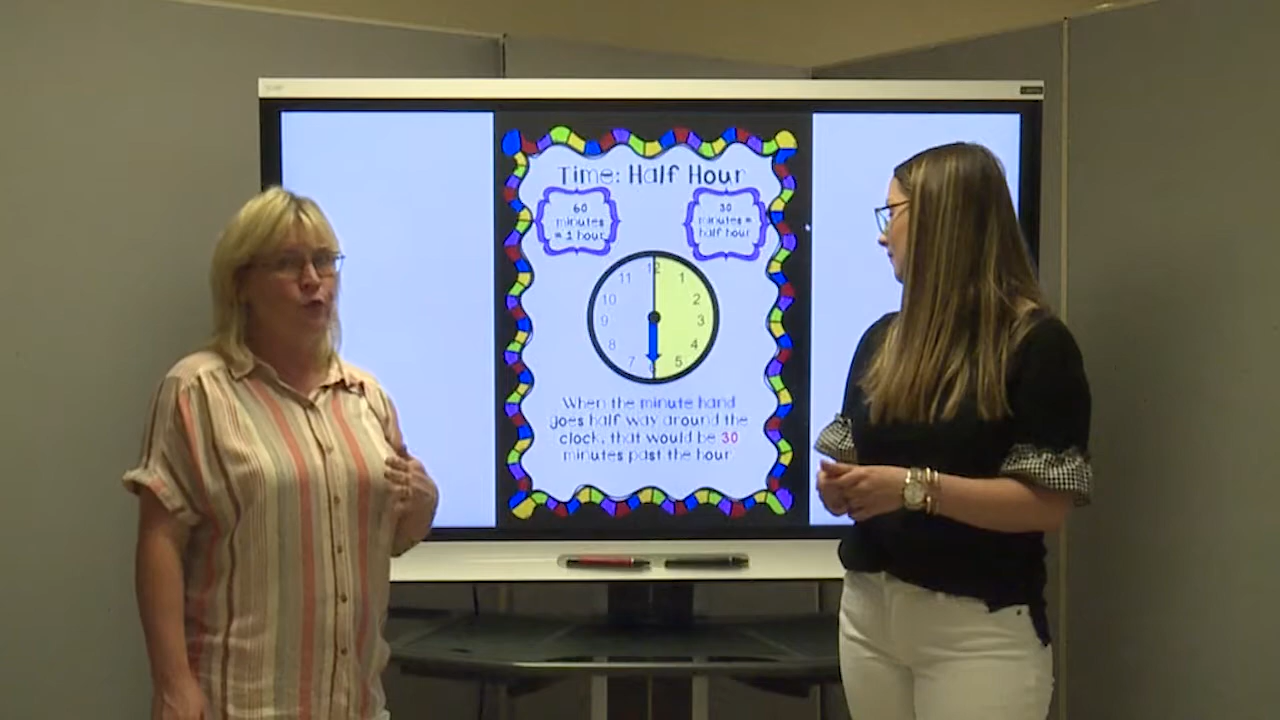 Time: Half Hour
60
minutes
= 1 hour
30
minutes =
half hour
12
11
1
10
2
9
3
8
4
7
5
6
When the minute hand
goes half way around the
clock, that would be 30
minutes past the hour